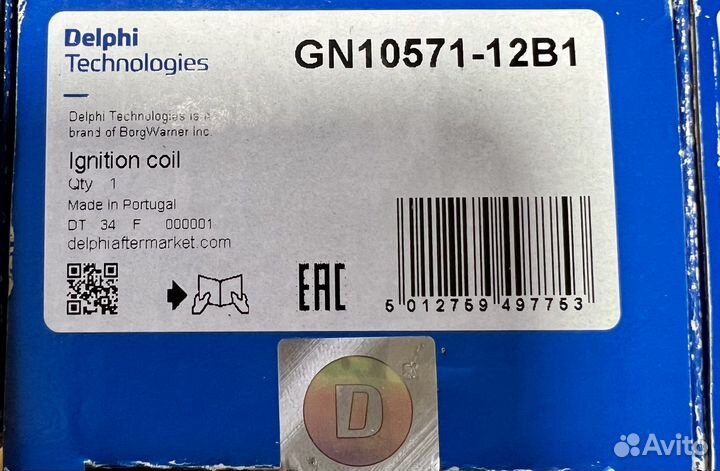 Delphi
Technologies
GN10571-12B1
Delphi Technologies is a
brand of BorgWarner Inc.
Ignition coil
Qty 1
Made in Portugal
DT 34 F 000001
delphiaftermarket.com
EAC
5 012759 497753
D
Avito